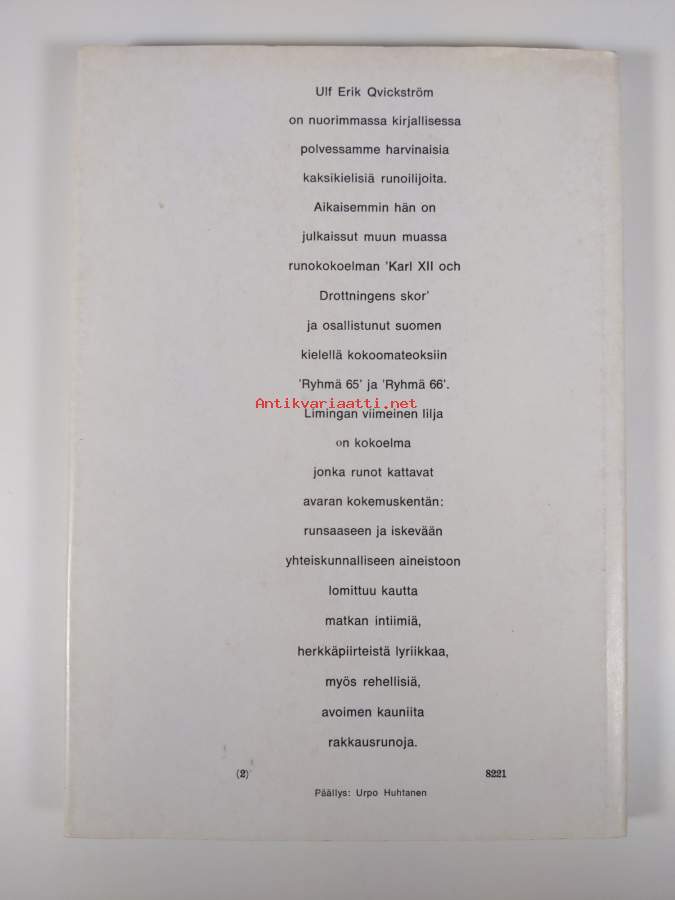 Ulf Erik Qvickström
on nuorimmassa kirjallisessa
polvessamme harvinaisia
kaksikielisiä runoilijoita.
Aikaisemmin hän on
julkaissut muun muassa
runokokoelman 'Karl XII och
Drottningens skor'
ja osallistunut suomen
kielellä kokoomateoksiin
'Ryhmä 65' ja 'Ryhmä 66'.
Antikvariaatti.net
Limingan viimeinen lilja
on kokoelma
jonka runot kattavat
avaran kokemuskentän:
runsaaseen ja iskevään
yhteiskunnalliseen aineistoon
lomittuu kautta
matkan intiimiä,
herkkäpiirteistä lyriikkaa,
myös rehellisiä,
avoimen kauniita
rakkausrunoja.
(2) 8221
Päällys: Urpo Huhtanen